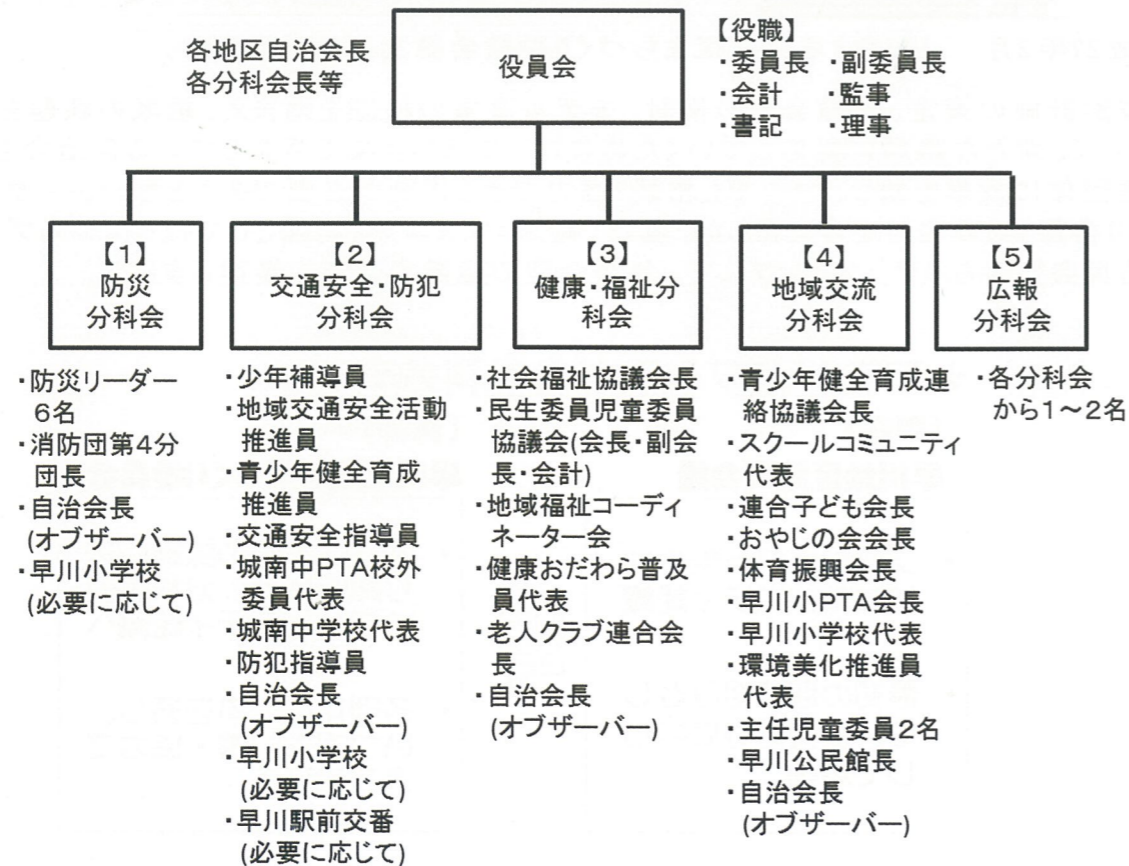 各地区自治会長
各分科会長等
役員会
【役職】
・委員長 ・副委員長
・会計 ・監事
・書記 ・理事
【1】
防災
分科会
【2】
交通安全・防犯
分科会
【3】
健康・福祉分
科会
【4】
地域交流
分科会
【5】
広報
分科会
・防災リーダー
6名
・消防団第4分
団長
・自治会長
(オブザーバー)
・早川小学校
(必要に応じて)
・少年補導員
・地域交通安全活動
推進員
・青少年健全育成
推進員
・交通安全指導員
・城南中PTA校外
委員代表
・城南中学校代表
・防犯指導員
・自治会長
(オブザーバー)
・早川小学校
(必要に応じて)
・早川駅前交番
(必要に応じて)
・社会福祉協議会長
・民生委員児童委員
協議会(会長・副会
長・会計)
・地域福祉コーディ
ネーター会
・健康おだわら普及
員代表
・老人クラブ連合会
長
・自治会長
(オブザーバー)
・青少年健全育成連
絡協議会長
・スクールコミュニティ
代表
・連合子ども会長
・おやじの会会長
・体育振興会長
・早川小PTA会長
・早川小学校代表
・環境美化推進員
代表
・主任児童委員2名
・早川公民館長
・自治会長
(オブザーバー)
・各分科会
から1～2名